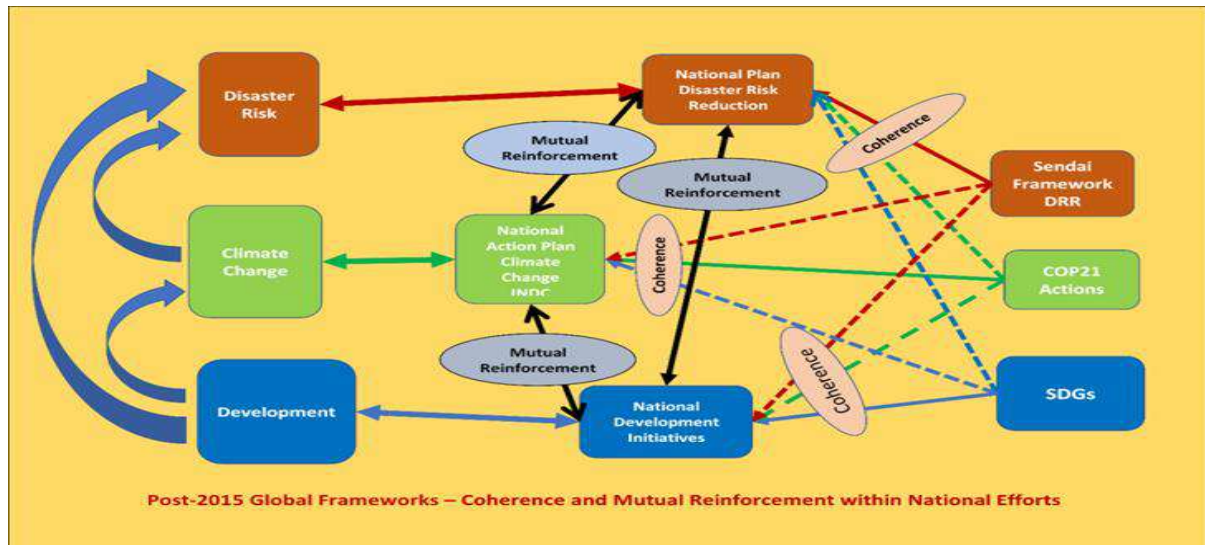 Disaster
Risk
National Plan
Disaster Risk
Reduction
Coherence
Mutual
Reinforcement
Mutual
Reinforcement
Sendai
Framework
DRR
Climate
Change
National
Action Plan
Climate
Change
INDC
Coherence
COP21
Actions
Mutual
Reinforcement
Coherence
Development
National
Development
Initiatives
SDGs
Post-2015 Global Frameworks – Coherence and Mutual Reinforcement within National Efforts